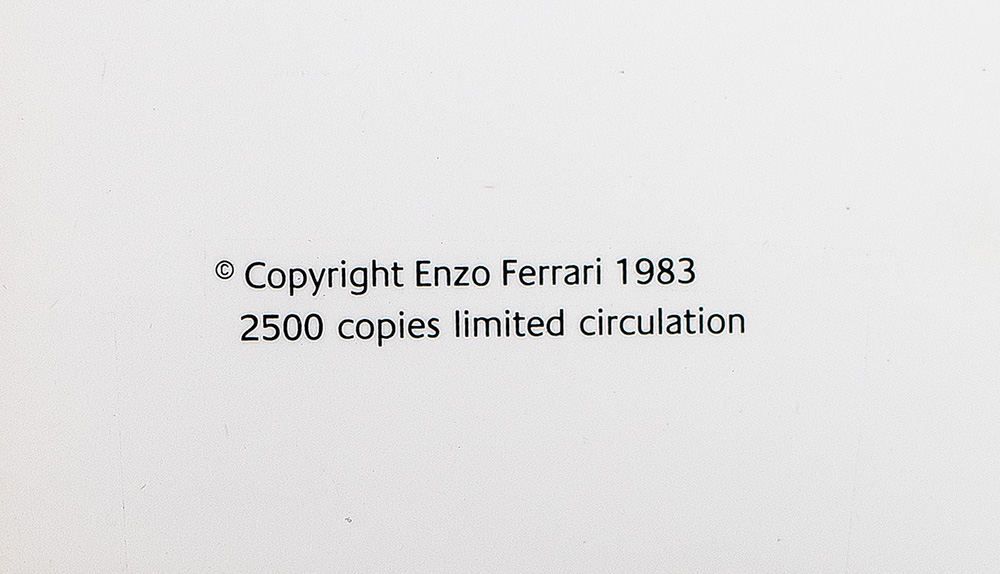 © Copyright Enzo Ferrari 1983
2500 copies limited circulation